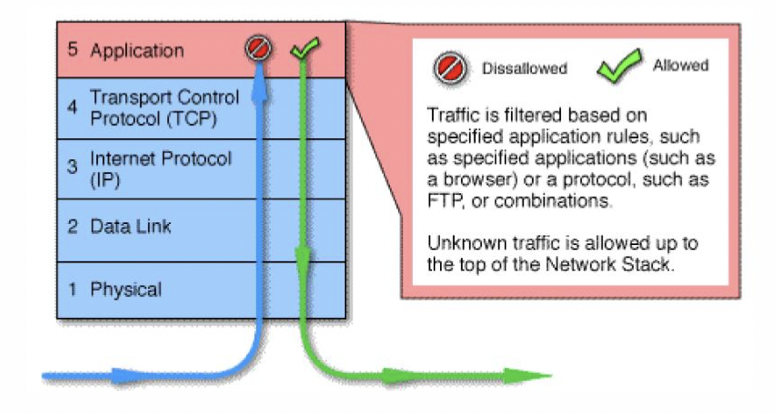 5 Application
4 Transport Control
Protocol (TCP)
3 Internet Protocol
(IP)
2 Data Link
1 Physical
Dissallowed
Allowed
Traffic is filtered based on
specified application rules, such
as specified applications (such as
a browser) or a protocol, such as
FTP, or combinations.
Unknown traffic is allowed up to
the top of the Network Stack.